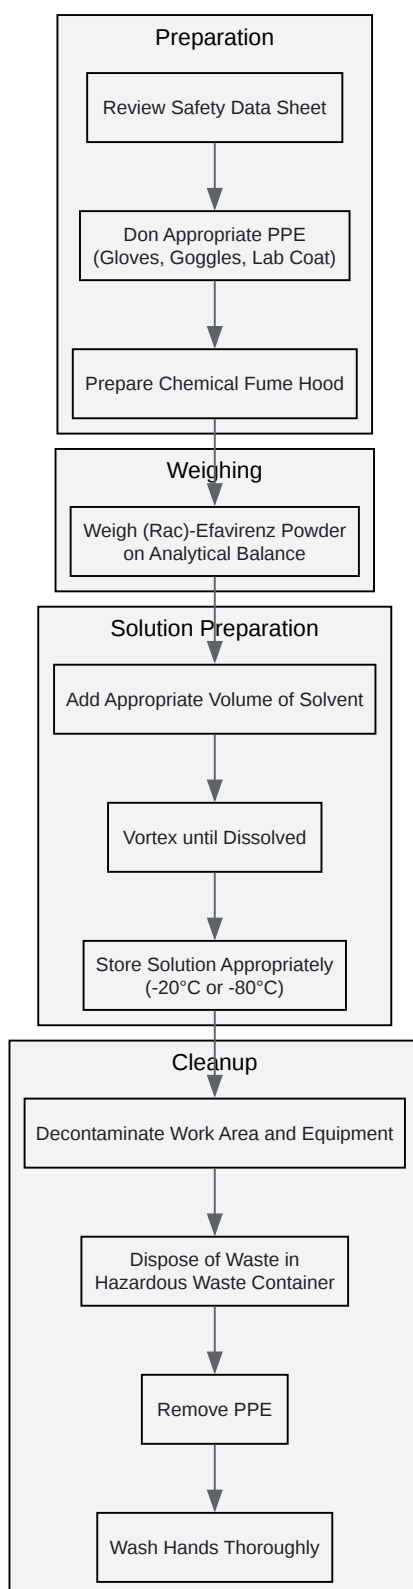 Preparation
Review Safety Data Sheet
Don Appropriate PPE
(Gloves, Goggles, Lab Coat)
Prepare Chemical Fume Hood
Weighing
Weigh (Rac)-Efavirenz Powder
on Analytical Balance
Solution Preparation
Add Appropriate Volume of Solvent
Vortex until Dissolved
Store Solution Appropriately
(-20°C or -80°C)
Cleanup
Decontaminate Work Area and Equipment
Dispose of Waste in
Hazardous Waste Container
Remove PPE
Wash Hands Thoroughly